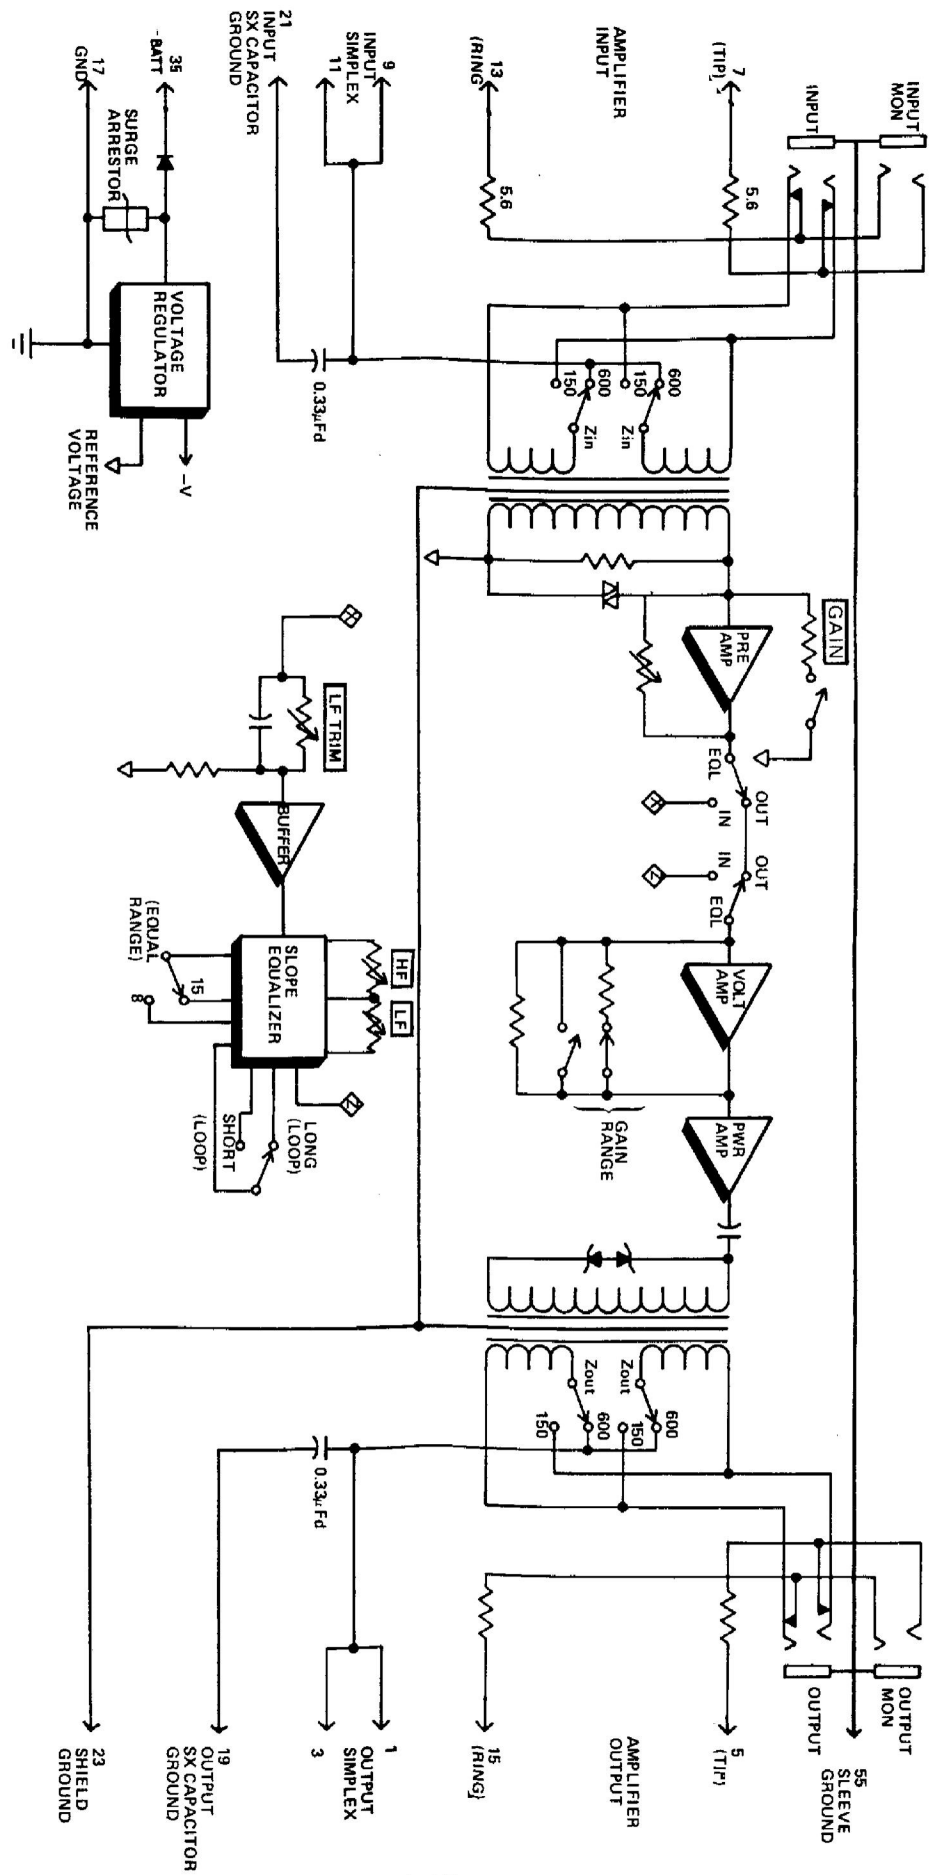 INPUT
MON
INPUT
7
(TIP)
5.6
AMPLIFIER
INPUT
13
(RING)
5.6
9
INPUT
SIMPLEX
11
21
INPUT
SX CAPACITOR
GROUND
0.33μFd
600
150
Zin
600
150
Zin
GAIN
PRE
AMP
EQL
OUT
IN
X
OUT
IN
Z
EQL
VOLT
AMP
GAIN
RANGE
PWR
AMP
Zout
600
150
Zout
600
150
0.33μFd
OUTPUT
MON
OUTPUT
55
SLEEVE
GROUND
5
(TIP)
AMPLIFIER
OUTPUT
15
(RING)
1
OUTPUT
SIMPLEX
3
19
OUTPUT
SX CAPACITOR
GROUND
23
SHIELD
GROUND
35
-BATT
17
GND
SURGE
ARRESTOR
VOLTAGE
REGULATOR
-V
REFERENCE
VOLTAGE
X
LF TRIM
BUFFER
SLOPE
EQUALIZER
HF
LF
Z
(EQUAL
RANGE)
15
8
LONG
(LOOP)
SHORT
(LOOP)